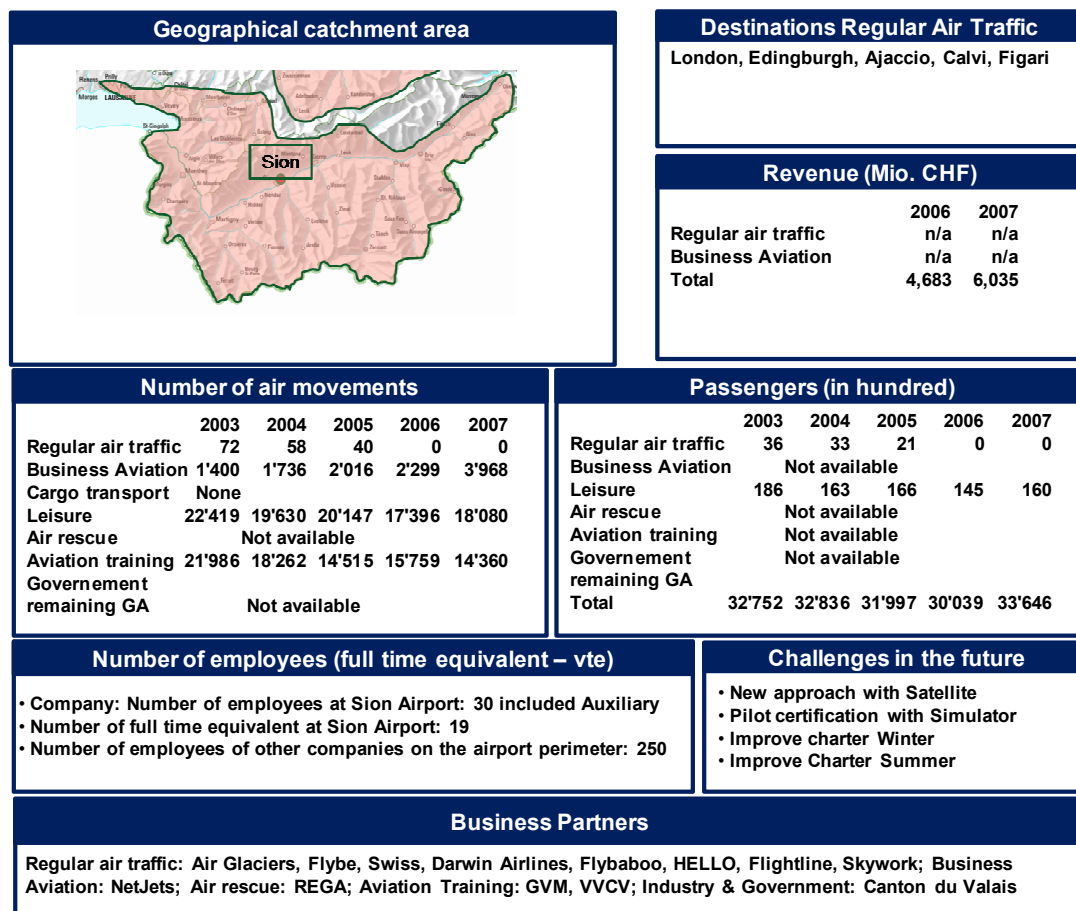 Geographical catchment area
Sion
Destinations Regular Air Traffic
London, Edingburgh, Ajaccio, Calvi, Figari
Revenue (Mio. CHF)
2006 2007
Regular air traffic n/a n/a
Business Aviation n/a n/a
Total 4,683 6,035
Number of air movements
2003 2004 2005 2006 2007
Regular air traffic 72 58 40 0 0
Business Aviation 1'400 1'736 2'016 2'299 3'968
Cargo transport None
Leisure 22'419 19'630 20'147 17'396 18'080
Air rescue Not available
Aviation training 21'986 18'262 14'515 15'759 14'360
Governement
remaining GA Not available
Passengers (in hundred)
2003 2004 2005 2006 2007
Regular air traffic 36 33 21 0 0
Business Aviation Not available
Leisure 186 163 166 145 160
Air rescue Not available
Aviation training Not available
Governement Not available
remaining GA
Total 32'752 32'836 31'997 30'039 33'646
Number of employees (full time equivalent – vte)
• Company: Number of employees at Sion Airport: 30 included Auxiliary
• Number of full time equivalent at Sion Airport: 19
• Number of employees of other companies on the airport perimeter: 250
Challenges in the future
• New approach with Satellite
• Pilot certification with Simulator
• Improve charter Winter
• Improve Charter Summer
Business Partners
Regular air traffic: Air Glaciers, Flybe, Swiss, Darwin Airlines, Flybaboo, HELLO, Flightline, Skywork; Business
Aviation: NetJets; Air rescue: REGA; Aviation Training: GVM, VVCV; Industry & Government: Canton du Valais